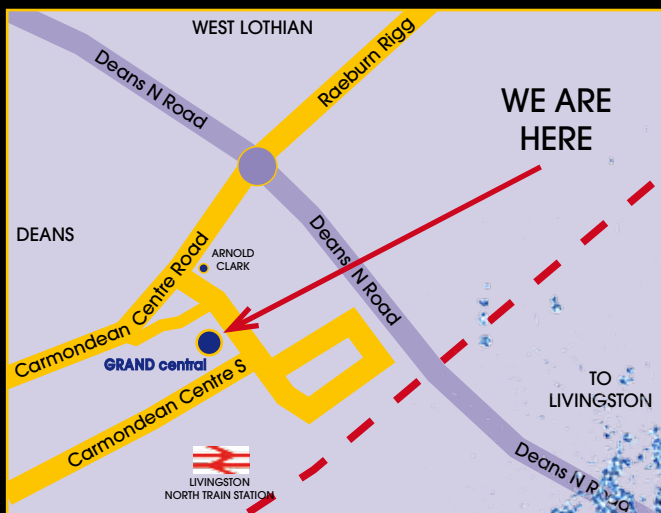 WEST LOTHIAN
Raeburn Rigg
Deans N Road
WE ARE
HERE
DEANS
Deans N Road
ARNOLD
CLARK
Carmondean Centre Road
GRAND central
Carmondean Centre S
TO
LIVINGSTON
Deans N Road
LIVINGSTON
NORTH TRAIN STATION